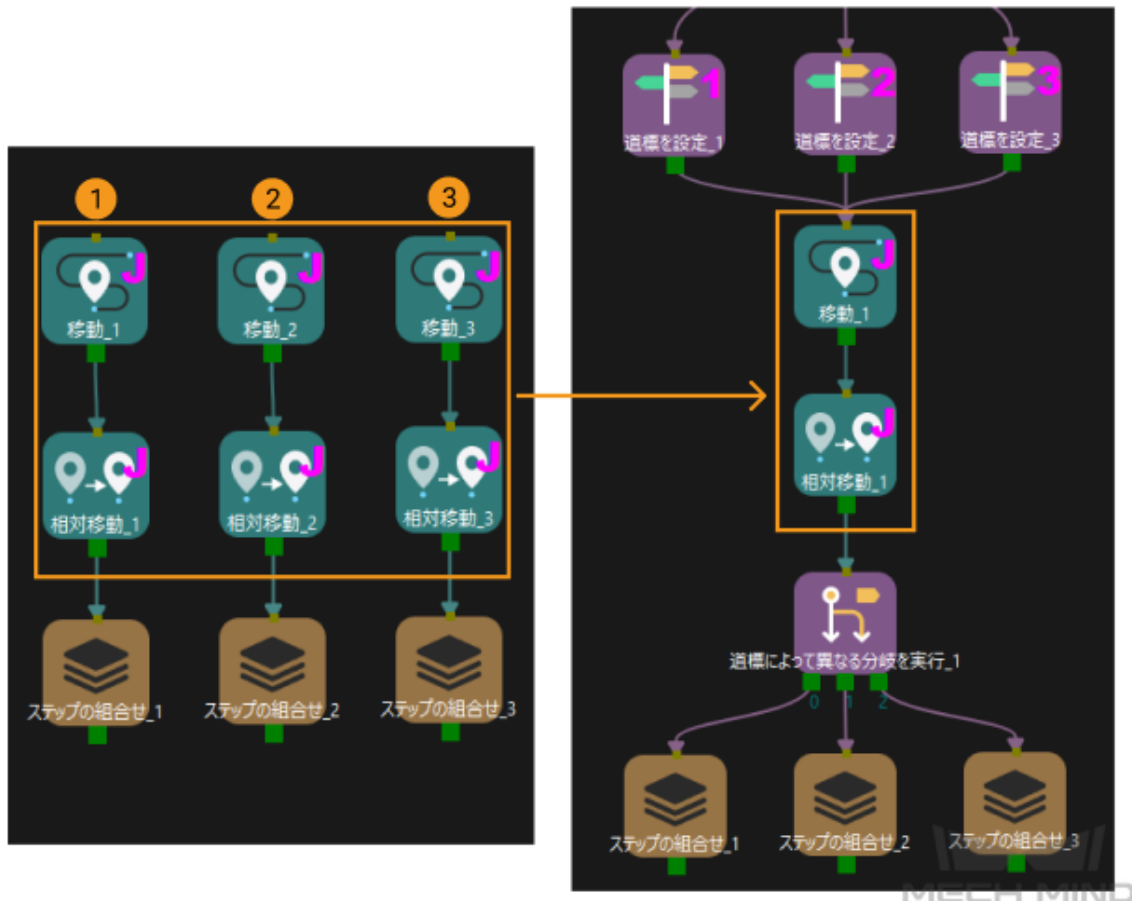 1 2 3
J J J
移動_1 移動_2 移動_3
J J J
相対移動_1 相対移動_2 相対移動_3
ステップの組合せ_1 ステップの組合せ_2 ステップの組合せ_3
1 2 3
道標を設定_1 道標を設定_2 道標を設定_3
J
移動_1
J
相対移動_1
道標によって異なる分岐を実行_1
0 1 2
ステップの組合せ_1 ステップの組合せ_2 ステップの組合せ_3
MECH MIND